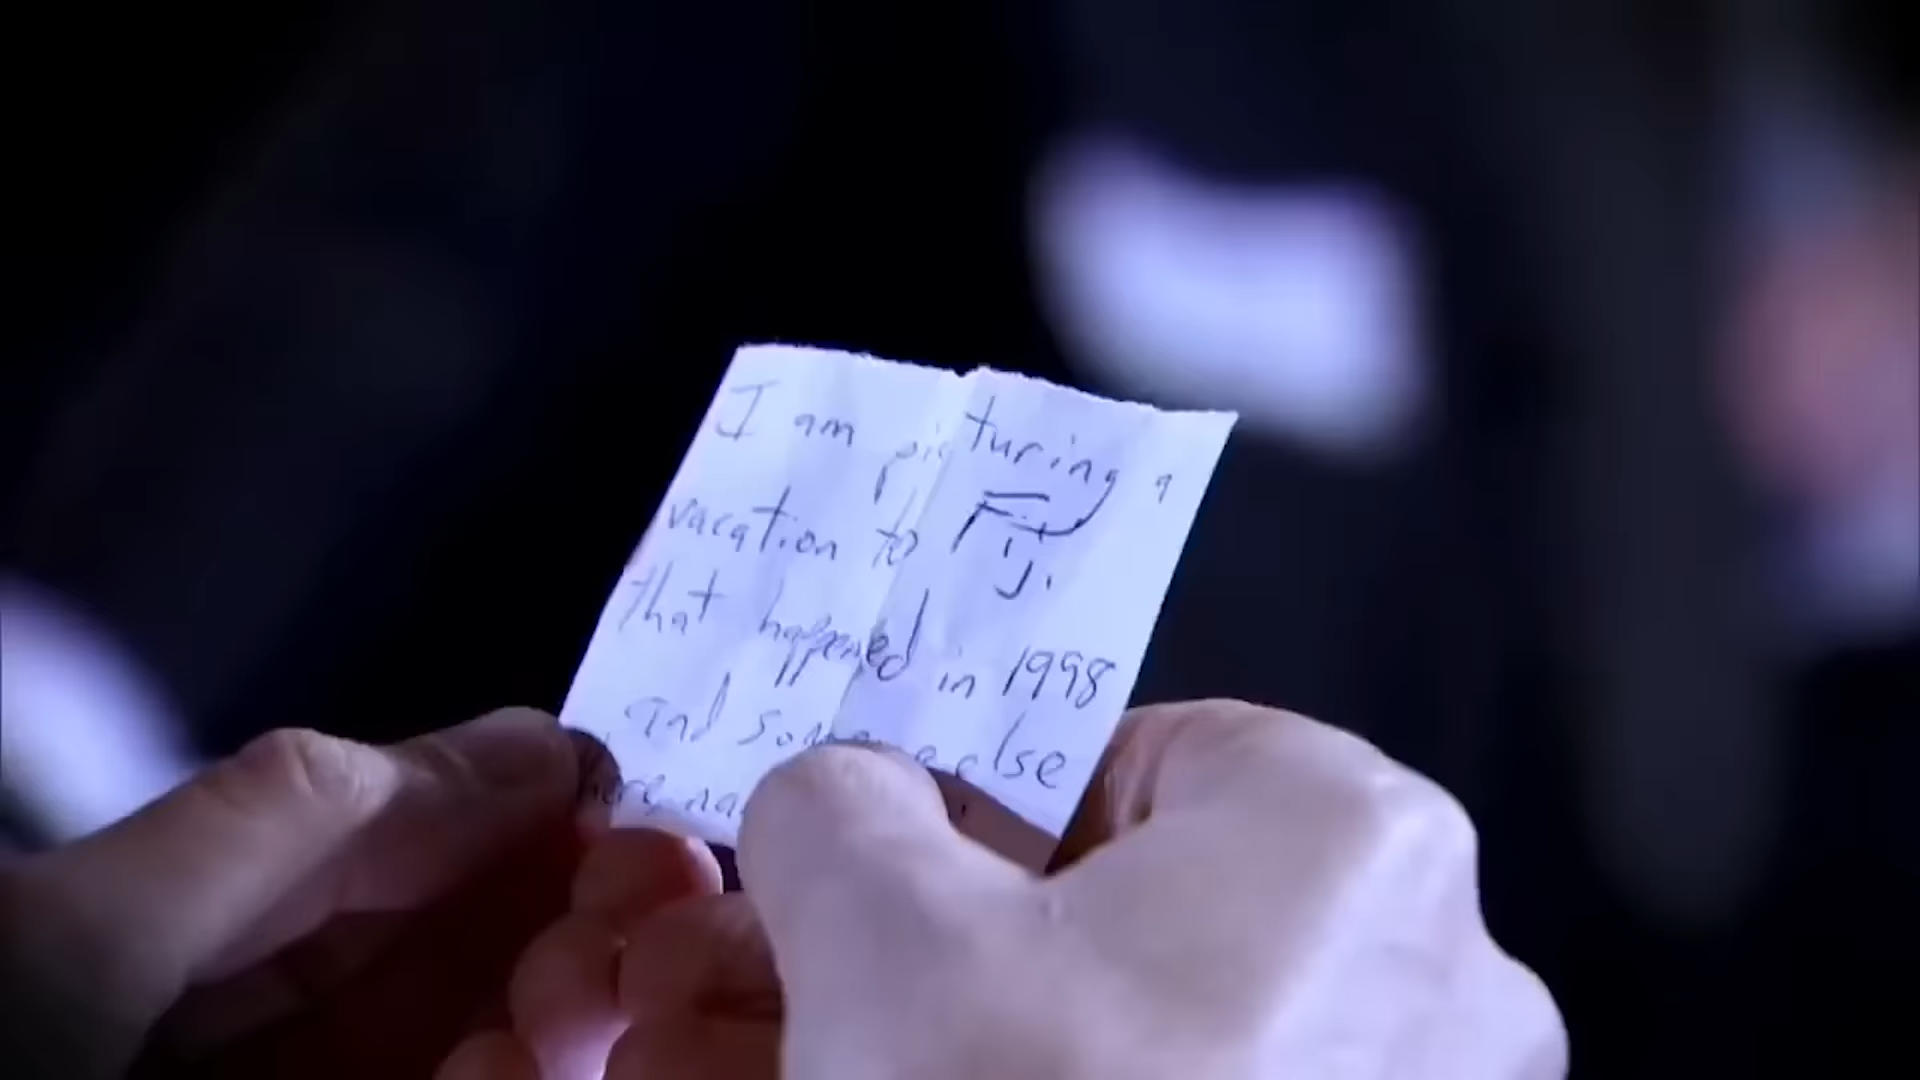 I am picturing a
vacation to Fiji
that happened in 1998
and someone else